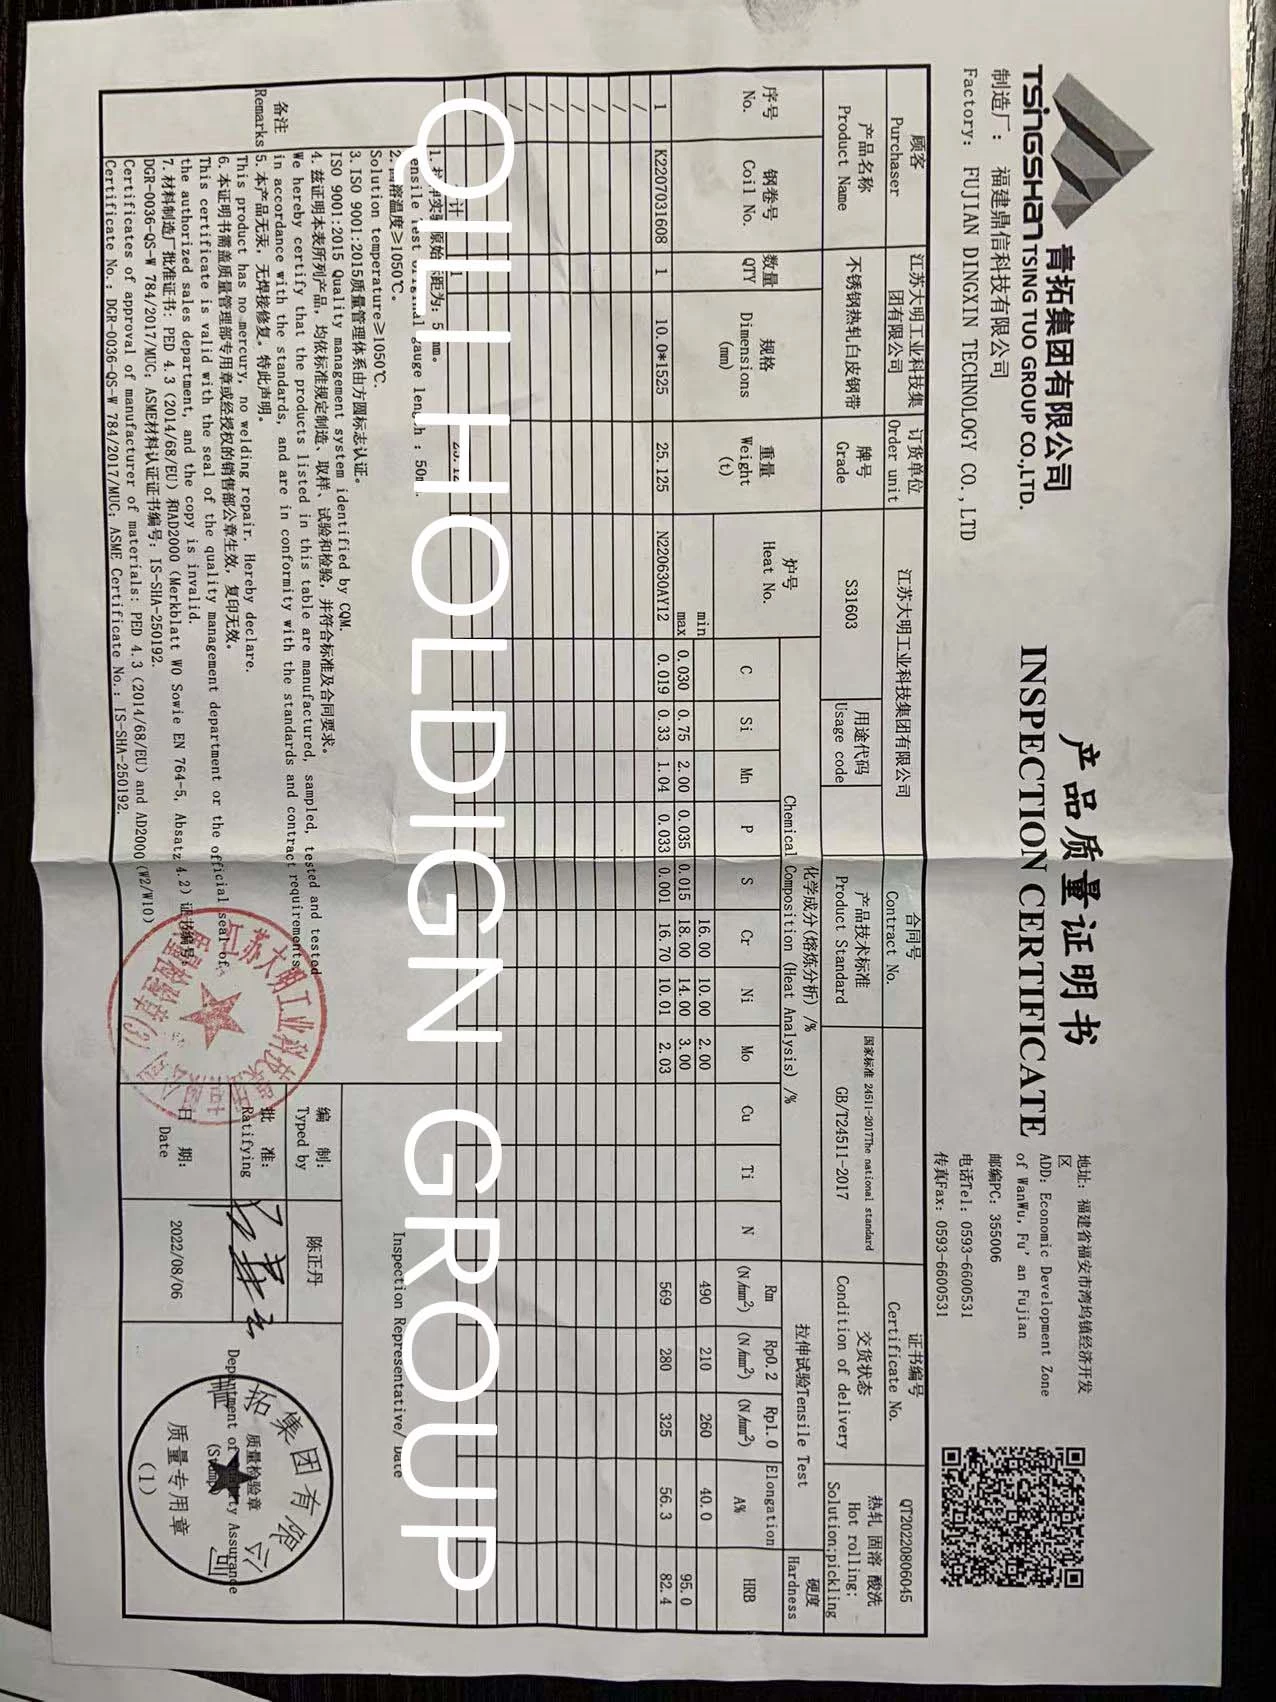 TSINGSHAN 青拓集团有限公司
TSING TUO GROUP CO.,LTD.
制造厂: 福建鼎信科技有限公司
Factory: FUJIAN DINGXIN TECHNOLOGY CO., LTD
产品质量证明书
INSPECTION CERTIFICATE
地址: 福建省福安市湾坞镇经济开发
区
ADD: Economic Development Zone
of WanWu, Fu' an Fujian
邮编PC: 355006
电话Tel: 0593-6600531
传真Fax: 0593-6600531
顾客 Purchaser 江苏大明工业科技集团有限公司 订货单位 Order unit 江苏大明工业科技集团有限公司 合同号 Contract No. 证书编号 Certificate No. QT20220806045
产品名称 Product Name 不锈钢热轧白皮钢带 牌号 Grade S31603 用途代码 Usage code 产品技术标准 Product Standard 国家标准 24511-2017The national standard GB/T24511-2017 交货状态 Condition of delivery 热轧 固溶 酸洗 Hot rolling; Solution;pickling
序号 No. 钢卷号 Coil No. 数量 QTY 规格 Dimensions (mm) 重量 Weight (t) 炉号 Heat No. 化学成分(熔炼分析) /% Chemical Composition (Heat Analysis) /% 拉伸试验Tensile Test 硬度 Hardness
C Si Mn P S Cr Ni Mo Cu Ti N Rm (N/mm²) Rp0.2 (N/mm²) Rp1.0 (N/mm²) Elongation A% HRB
min 16.00 10.00 2.00 490 210 260 40.0
max 0.030 0.75 2.00 0.035 0.015 18.00 14.00 3.00 95.0
1 K2207031608 1 10.0*1525 25.125 N220630AY12 0.019 0.33 1.04 0.033 0.001 16.70 10.01 2.03 569 280 325 56.3 82.4
/
/
/
/
/
/
/
计 1
QILI HOLDIGN GROUP
备注
Remarks
2. 固溶温度≥1050℃.
Solution temperature≥1050℃.
3. ISO 9001:2015质量管理体系由方圆标志认证。
ISO 9001:2015 Quality management system identified by CQM.
4. 兹证明本表所列产品, 均依标准规定制造、取样、试验和检验, 并符合标准及合同要求。
We hereby certify that the products listed in this table are manufactured, sampled, tested and tested
in accordance with the standards, and are in conformity with the standards and contract requirements
5. 本产品无汞, 无焊接修复。特此声明。
This product has no mercury, no welding repair. Hereby declare.
6. 本证明书需盖质量管理部专用章或经授权的销售部公章生效, 复印无效。
This certificate is valid with the seal of the quality management department or the official seal of
the authorized sales department, and the copy is invalid.
7. 材料制造厂批准证书: PED 4.3 (2014/68/EU) 和AD2000 (Merkblatt W0 Sowie EN 764-5, Absatz 4.2) 证书编号:
DGR-0036-QS-W 784/2017/MUC; ASME材料认证证书编号: IS-SHA-250192.
Certificates of approval of manufacturer of materials: PED 4.3 (2014/68/EU) and AD2000 (W2/W10)
Certificate No.: DGR-0036-QS-W 784/2017/MUC; ASME Certificate No.: IS-SHA-250192.
江苏大明工业科技
Inspection Representative/ Date
编 制: Typed by 陈正丹
批 准: Ratifying
日 期: Date 2022/08/06
青拓集团有限公司
质量检验章
Department of Quality Assurance
(Stamp)
质量专用章
(1)